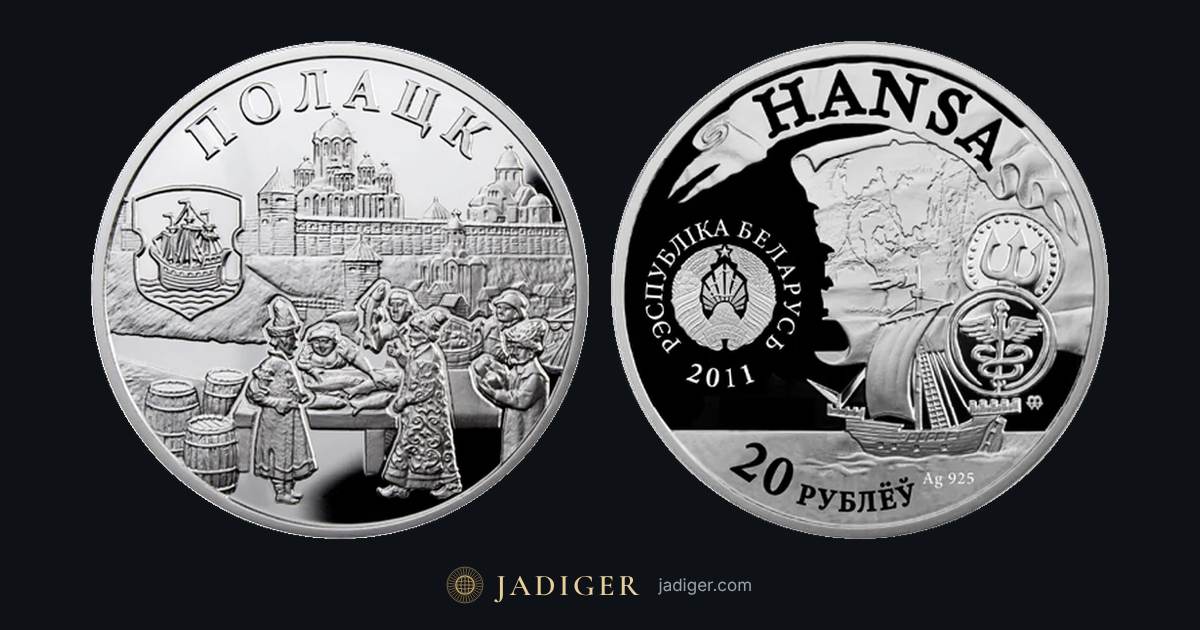 ПОЛАЦК
HANSA
РЭСПУБЛІКА БЕЛАРУСЬ
2011
20 РУБЛЁЎ
Ag 925
JADIGER
jadiger.com